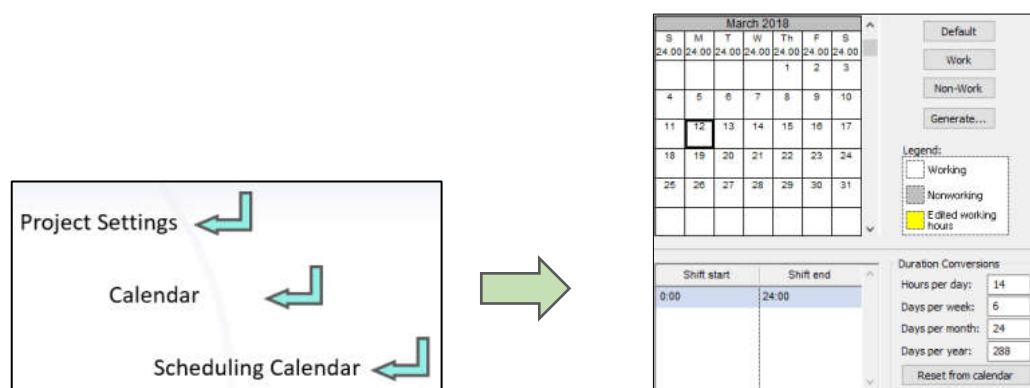 Project Settings
Calendar
Scheduling Calendar
March 2018
S M T W Th F S
24.00 24.00 24.00 24.00 24.00 24.00 24.00
1 2 3
4 5 6 7 8 9 10
11 12 13 14 15 16 17
18 19 20 21 22 23 24
25 26 27 28 29 30 31
Default
Work
Non-Work
Generate...
Legend:
Working
Nonworking
Edited working
hours
Shift start Shift end
0:00 24:00
Duration Conversions
Hours per day: 14
Days per week: 6
Days per month: 24
Days per year: 288
Reset from calendar